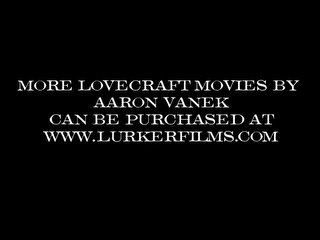 MORE LOVECRAFT MOVIES BY
AARON VANEK
CAN BE PURCHASED AT
WWW.LURKERFILMS.COM